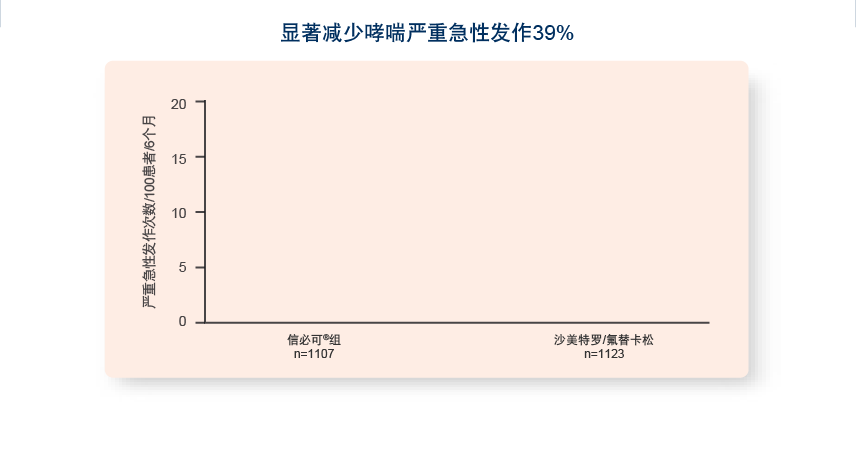 显著减少哮喘严重急性发作39%
严重急性发作次数/100患者/6个月
20
15
10
5
0
信必可®组
n=1107
沙美特罗/氟替卡松
n=1123